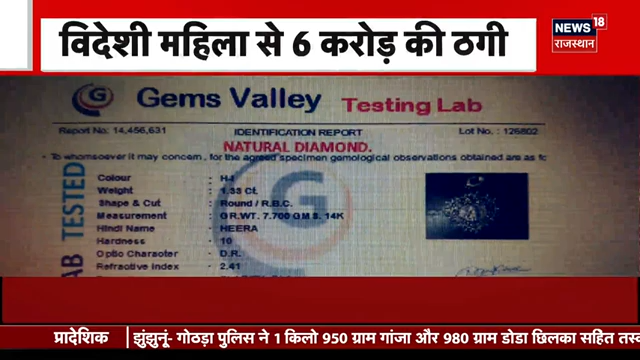 विदेशी महिला से 6 करोड़ की ठगी
NEWS 18
राजस्थान
G Gems Valley Testing Lab
Report No: 14,456,631 IDENTIFICATION REPORT Lot No. : 126802
NATURAL DIAMOND.
To whomsoever it may concern, for the agreed specimen gemological observations obtained are as fo
AB TESTED
Colour : H-I
Weight : 1.33 Ct.
Shape & Cut : Round / R.B.C.
Measurement : GR.WT. 7.700 GMS. 14K
Hindi Name : HEERA
Hardness : 10
Optic Character : D.R.
Refractive Index : 2.41
प्रादेशिक
झुंझुनूं- गोठड़ा पुलिस ने 1 किलो 950 ग्राम गांजा और 980 ग्राम डोडा छिलका सहित तस्क